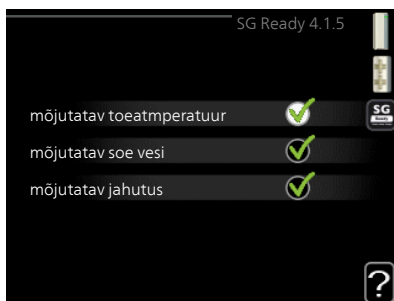 SG Ready 4.1.5
SG
Ready
mõjutatav toeatmperatuur
mõjutatav soe vesi
mõjutatav jahutus
?